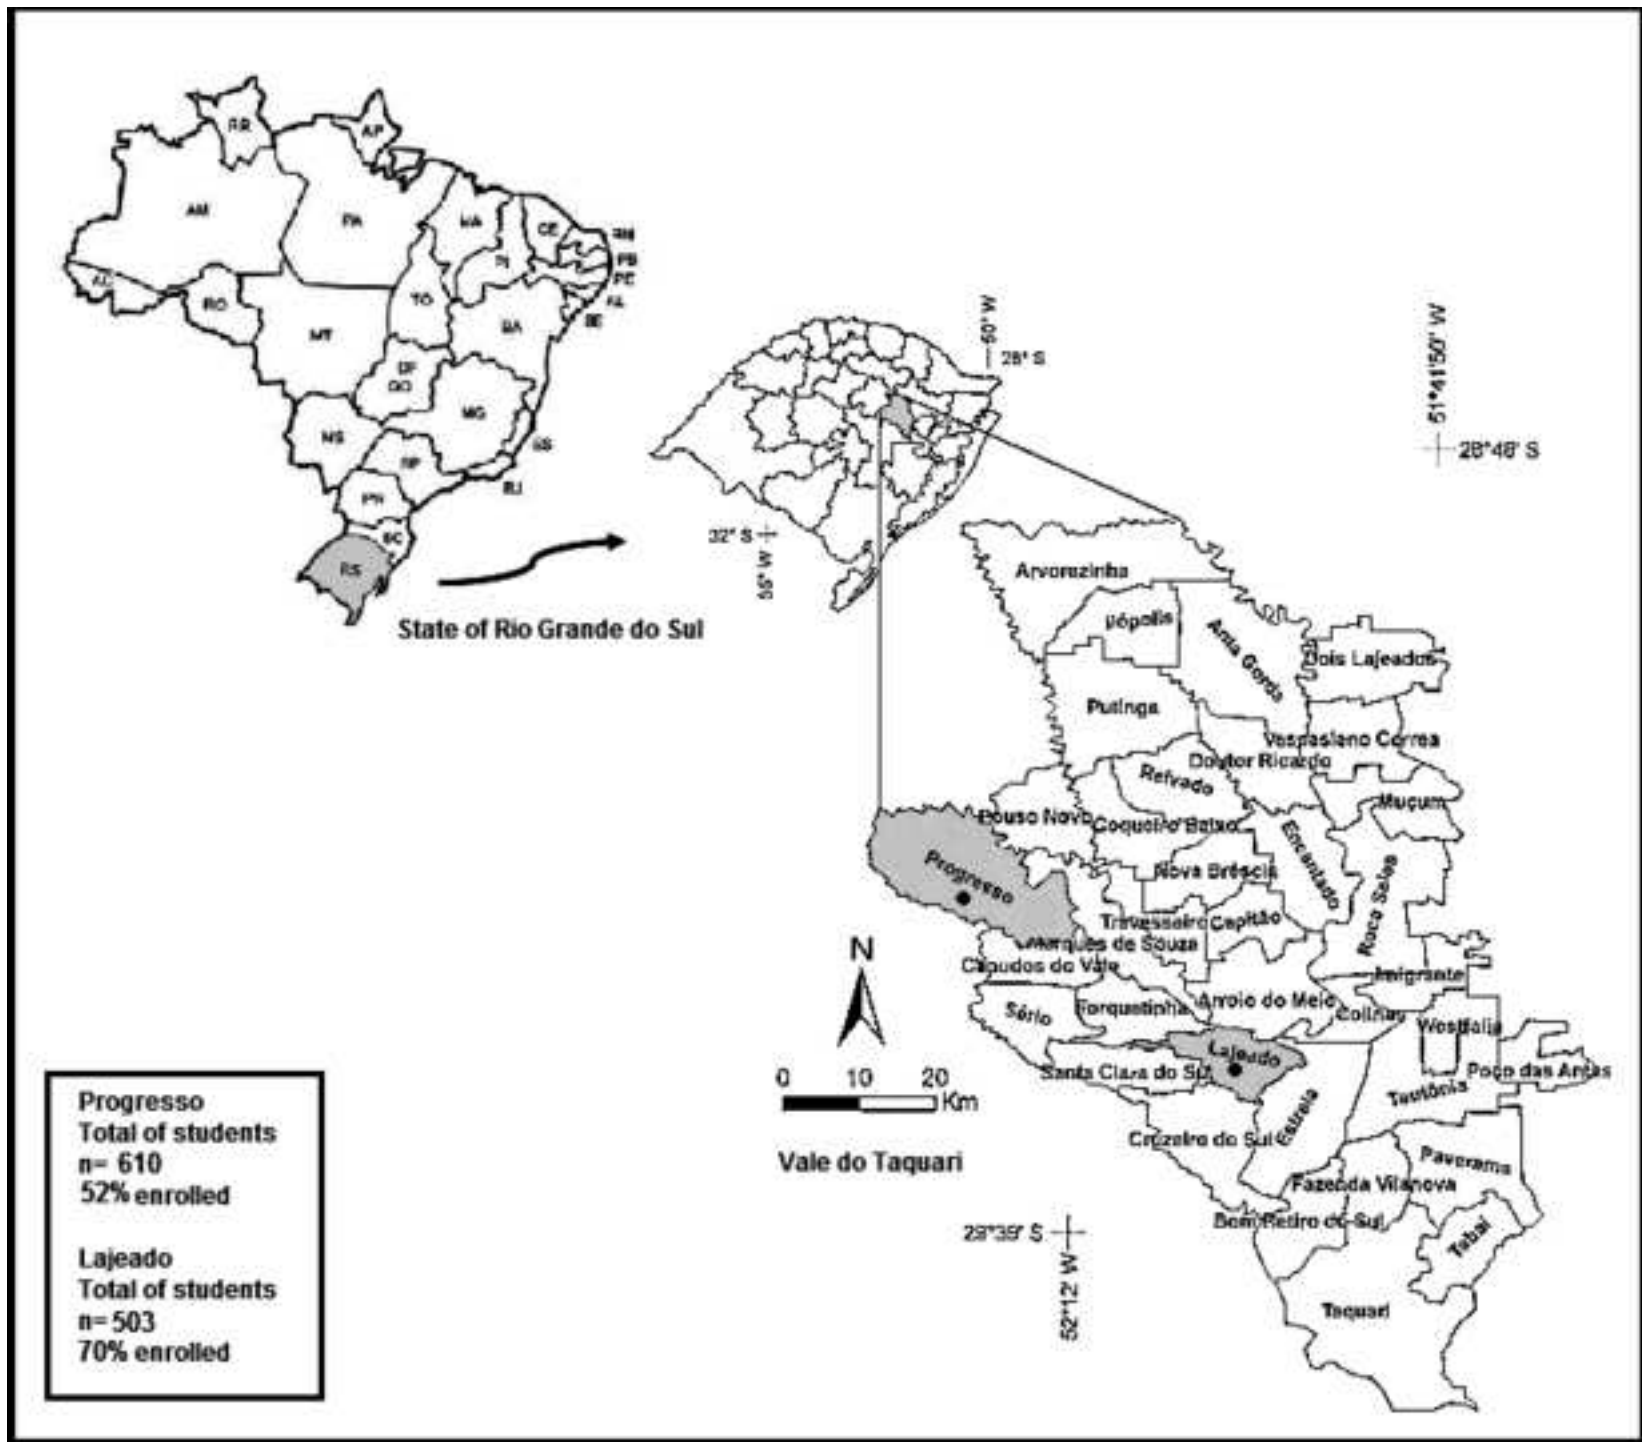 RR
AP
AM
PA
MA
CE
RN
PB
PE
PI
AC
RO
TO
BA
SE
MT
DF
GO
MG
MS
ES
SP
RJ
PR
SC
RS
State of Rio Grande do Sul
50° W
28° S
32° S
56° W
51°41'50" W
28°48' S
Arvorezinha
Ilópolis
Anta Gorda
Dois Lajeados
Putinga
Vespasiano Correa
Doutor Ricardo
Relvado
Muçum
Pouso Novo
Coqueiro Baixo
Encantado
Progresso
Nova Bréscia
Roca Sales
Travesseiro
Capitão
Marques de Souza
Canudos do Vale
Imigrante
N
Sério
Forquetinha
Arroio do Meio
Colinas
Westfalia
Lajeado
Santa Clara do Sul
Poço das Antas
Teutônia
0 10 20
Km
Estrela
Cruzeiro do Sul
Vale do Taquari
Paverama
Fazenda Vilanova
Bom Retiro do Sul
Tabaí
29°39' S
52°12' W
Taquari
Progresso
Total of students
n= 610
52% enrolled
Lajeado
Total of students
n= 503
70% enrolled